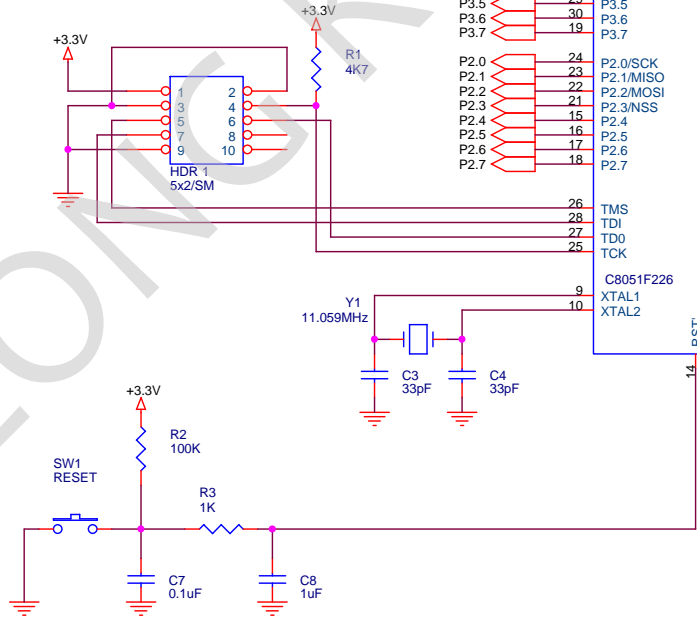 P3.5 P3.5
P3.6 30 P3.6
P3.7 19 P3.7
+3.3V
+3.3V
R1
4K7
P2.0 24 P2.0/SCK
P2.1 23 P2.1/MISO
P2.2 22 P2.2/MOSI
P2.3 21 P2.3/NSS
P2.4 15 P2.4
P2.5 16 P2.5
P2.6 17 P2.6
P2.7 18 P2.7
1 2
3 4
5 6
7 8
9 10
HDR 1
5x2/SM
26 TMS
28 TDI
27 TD0
25 TCK
C8051F226
9 XTAL1
10 XTAL2
Y1
11.059MHz
RST'
14
C3
33pF
C4
33pF
+3.3V
R2
100K
SW1
RESET
R3
1K
C7
0.1uF
C8
1uF